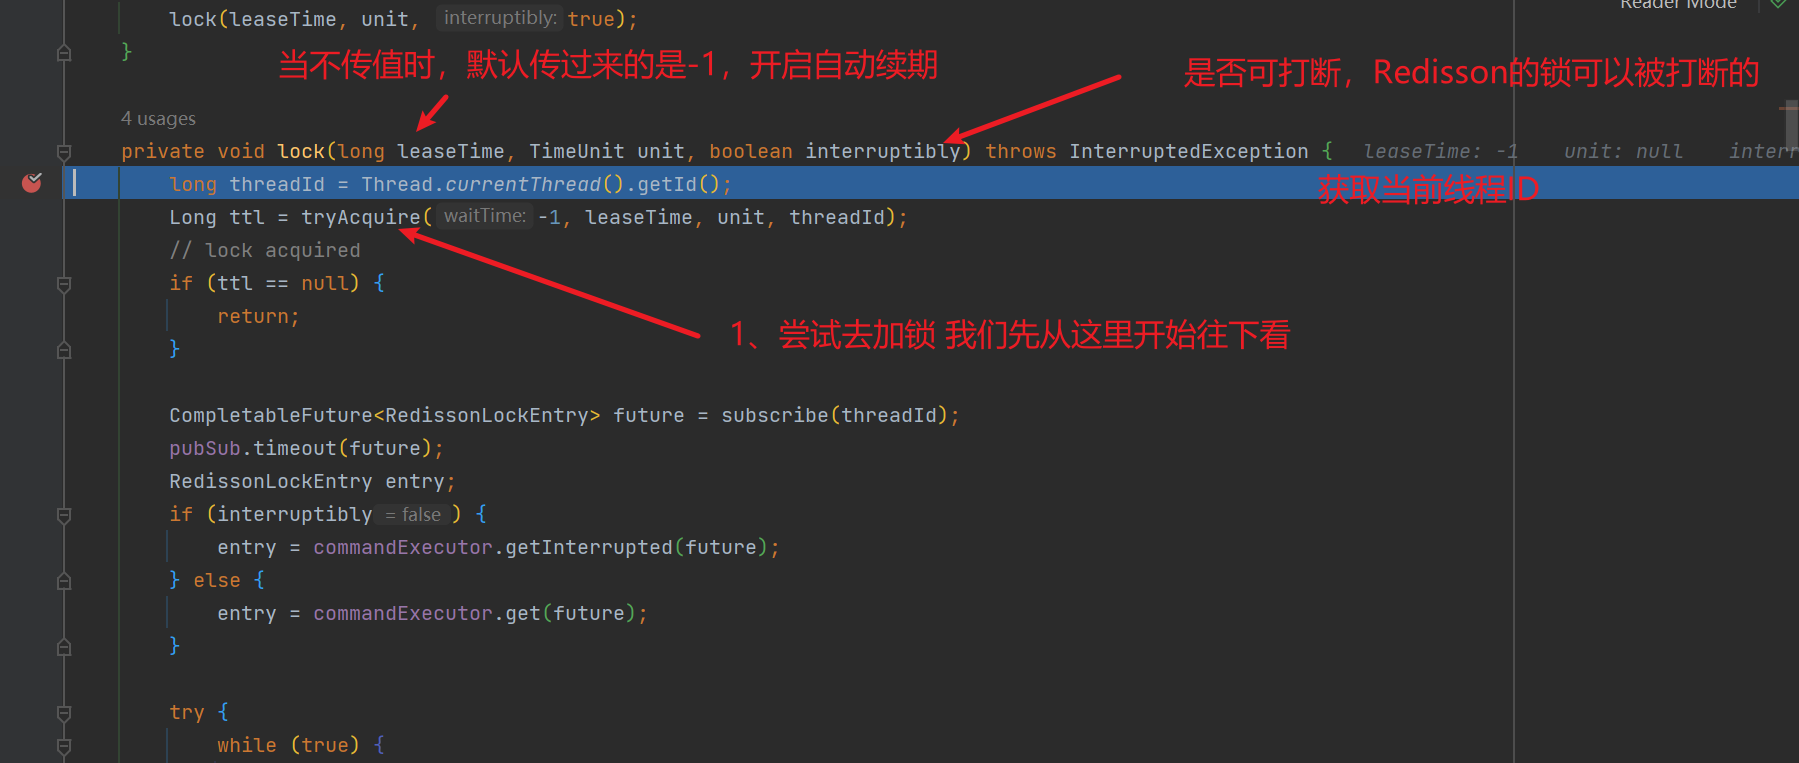 Reader Mode
lock(leaseTime, unit, interruptibly: true);
}
当不传值时，默认传过来的是-1，开启自动续期
是否可打断，Redisson的锁可以被打断的
4 usages
private void lock(long leaseTime, TimeUnit unit, boolean interruptibly) throws InterruptedException { leaseTime: -1 unit: null
long threadId = Thread.currentThread().getId();
获取当前线程ID
Long ttl = tryAcquire( waitTime: -1, leaseTime, unit, threadId);
// lock acquired
if (ttl == null) {
return;
1、尝试去加锁 我们先从这里开始往下看
}
CompletableFuture<RedissonLockEntry> future = subscribe(threadId);
pubSub.timeout(future);
RedissonLockEntry entry;
if (interruptibly = false ) {
entry = commandExecutor.getInterrupted(future);
} else {
entry = commandExecutor.get(future);
}
try {
while (true) {